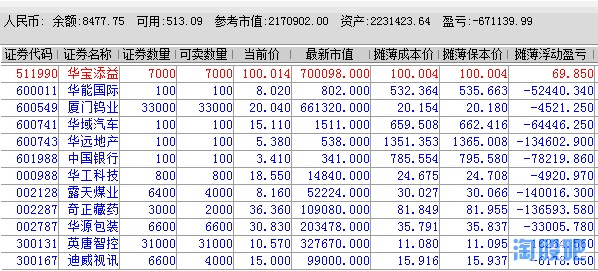 人民币: 余额:8477.75 可用:513.09 参考市值:2170902.00 资产:2231423.64 盈亏:-671139.99
证券代码 证券名称 证券数量 可卖数量 当前价 最新市值 摊薄成本价 摊薄保本价 摊薄浮动盈亏
511990 华宝添益 7000 7000 100.014 700098.000 100.004 100.004 69.850
600011 华能国际 100 100 8.020 802.000 532.364 535.663 -52440.340
600549 厦门钨业 33000 33000 20.040 661320.000 20.154 20.180 -4521.250
600741 华域汽车 100 100 15.110 1511.000 659.508 662.416 -64446.250
600743 华远地产 100 100 5.380 538.000 1351.353 1365.008 -134602.900
601988 中国银行 100 100 3.410 341.000 785.554 795.580 -78219.860
000988 华工科技 800 800 18.550 14840.000 24.675 24.708 -4920.970
002128 露天煤业 6400 4000 8.160 52224.000 30.027 30.066 -140016.300
002287 奇正藏药 3000 2000 36.360 109080.000 81.849 81.955 -136593.580
002787 华源包装 6600 6600 30.830 203478.000 35.791 35.837 -33005.780
300131 英唐智控 31000 31000 10.570 327670.000 11.080 11.095
300167 迪威视讯 6600 6600 15.000 99000.000 15.916 15.937 -6178.050
淘股吧